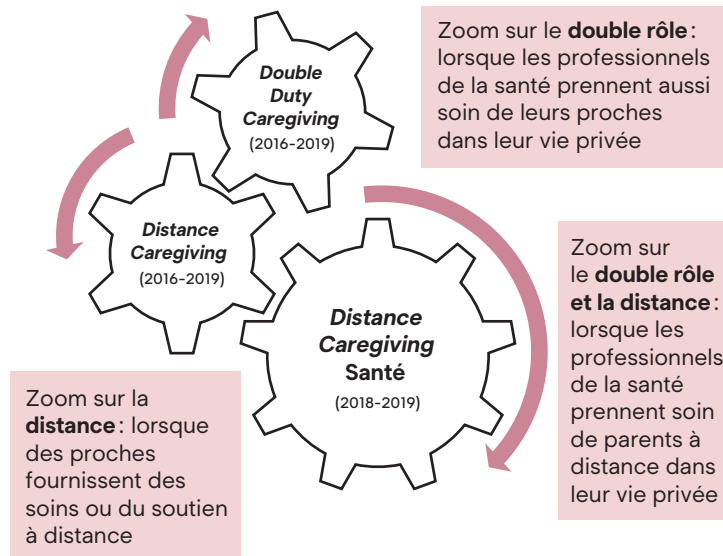 Double
Duty
Caregiving
(2016-2019)
Zoom sur le double rôle :
lorsque les professionnels
de la santé prennent aussi
soin de leurs proches
dans leur vie privée
Distance
Caregiving
(2016-2019)
Distance
Caregiving
Santé
(2018-2019)
Zoom sur
le double rôle
et la distance :
lorsque les
professionnels
de la santé
prennent soin
de parents à
distance dans
leur vie privée
Zoom sur la
distance : lorsque
des proches
fournissent des
soins ou du soutien
à distance